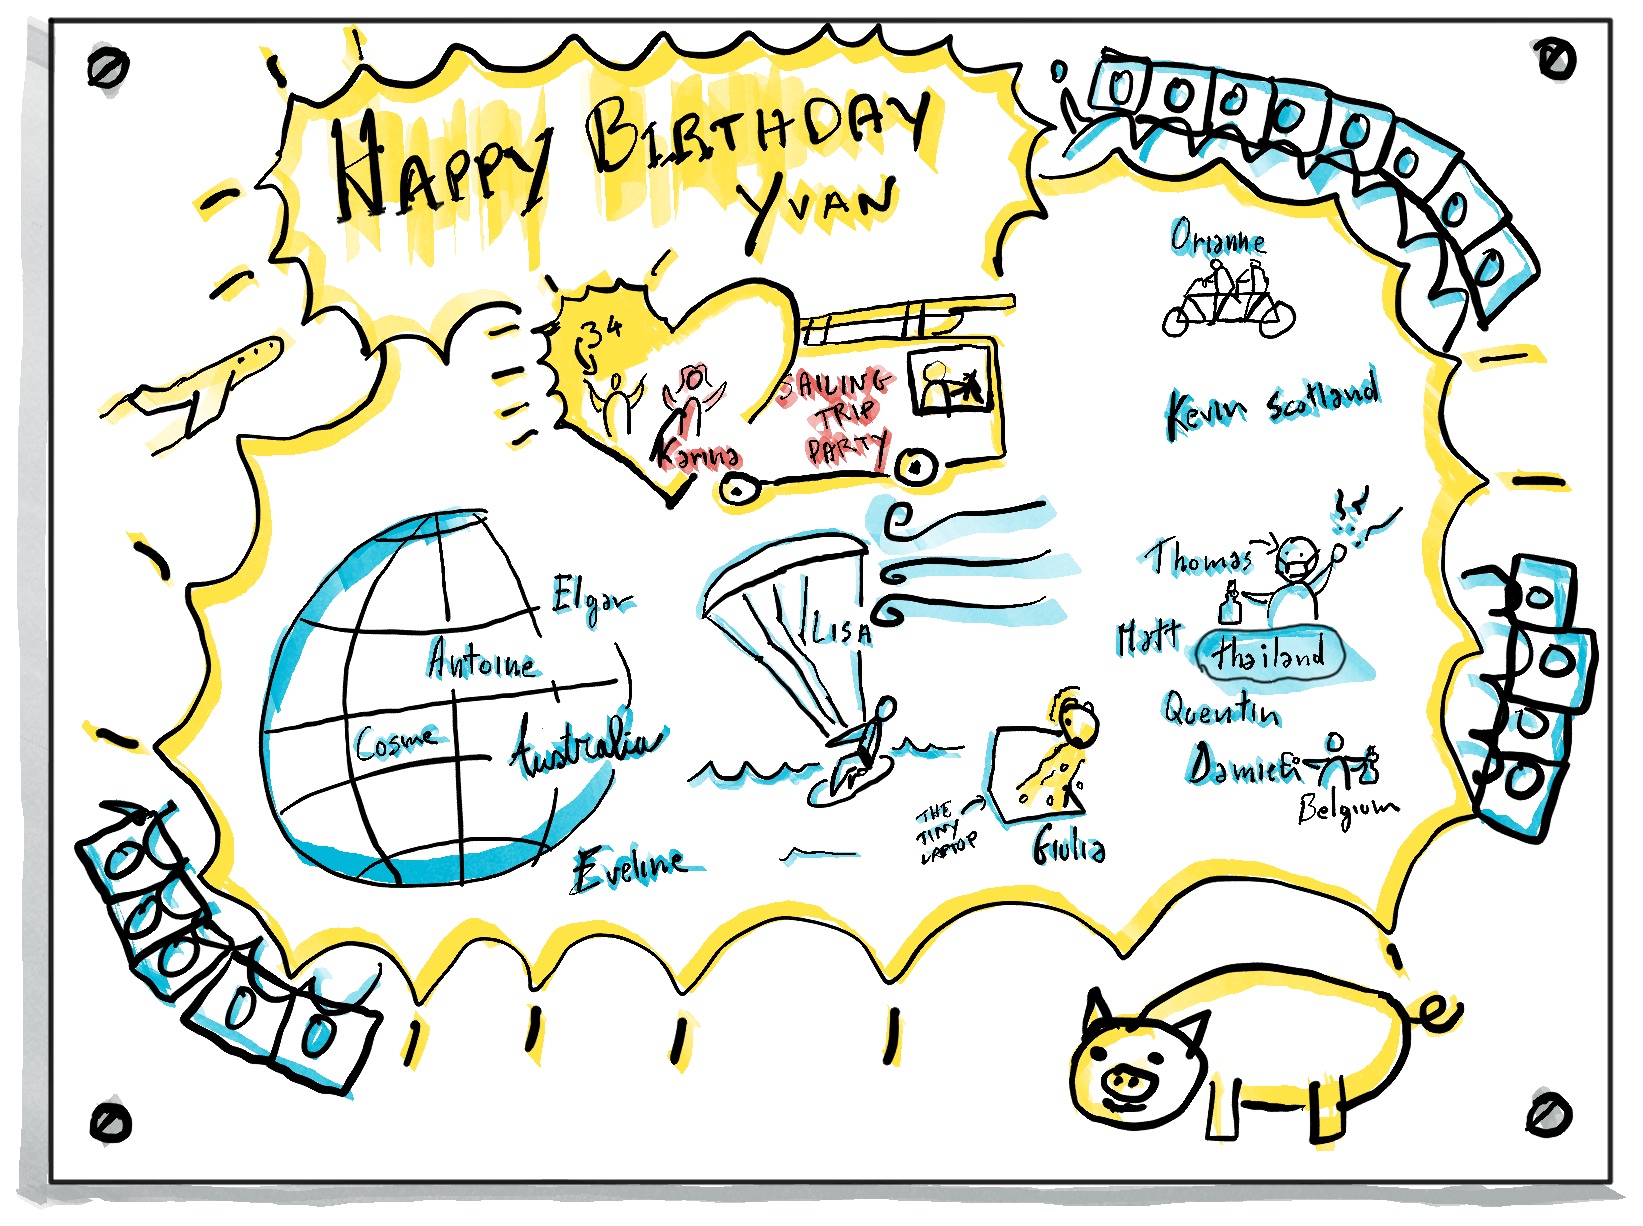 HAPPY BIRTHDAY
YVAN
34
SAILING
TRIP
PARTY
Karina
Orianne
Kevin Scotland
Elgar
Antoine
Cosme
Australia
Eveline
LISA
THE
TINY
LAPTOP
Giulia
Thomas
Matt
thailand
Quentin
Damien
Belgium